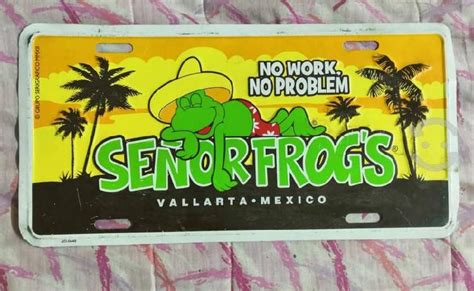 NO WORK,
NO PROBLEM
SEÑOR FROG'S®
VALLARTA • MEXICO